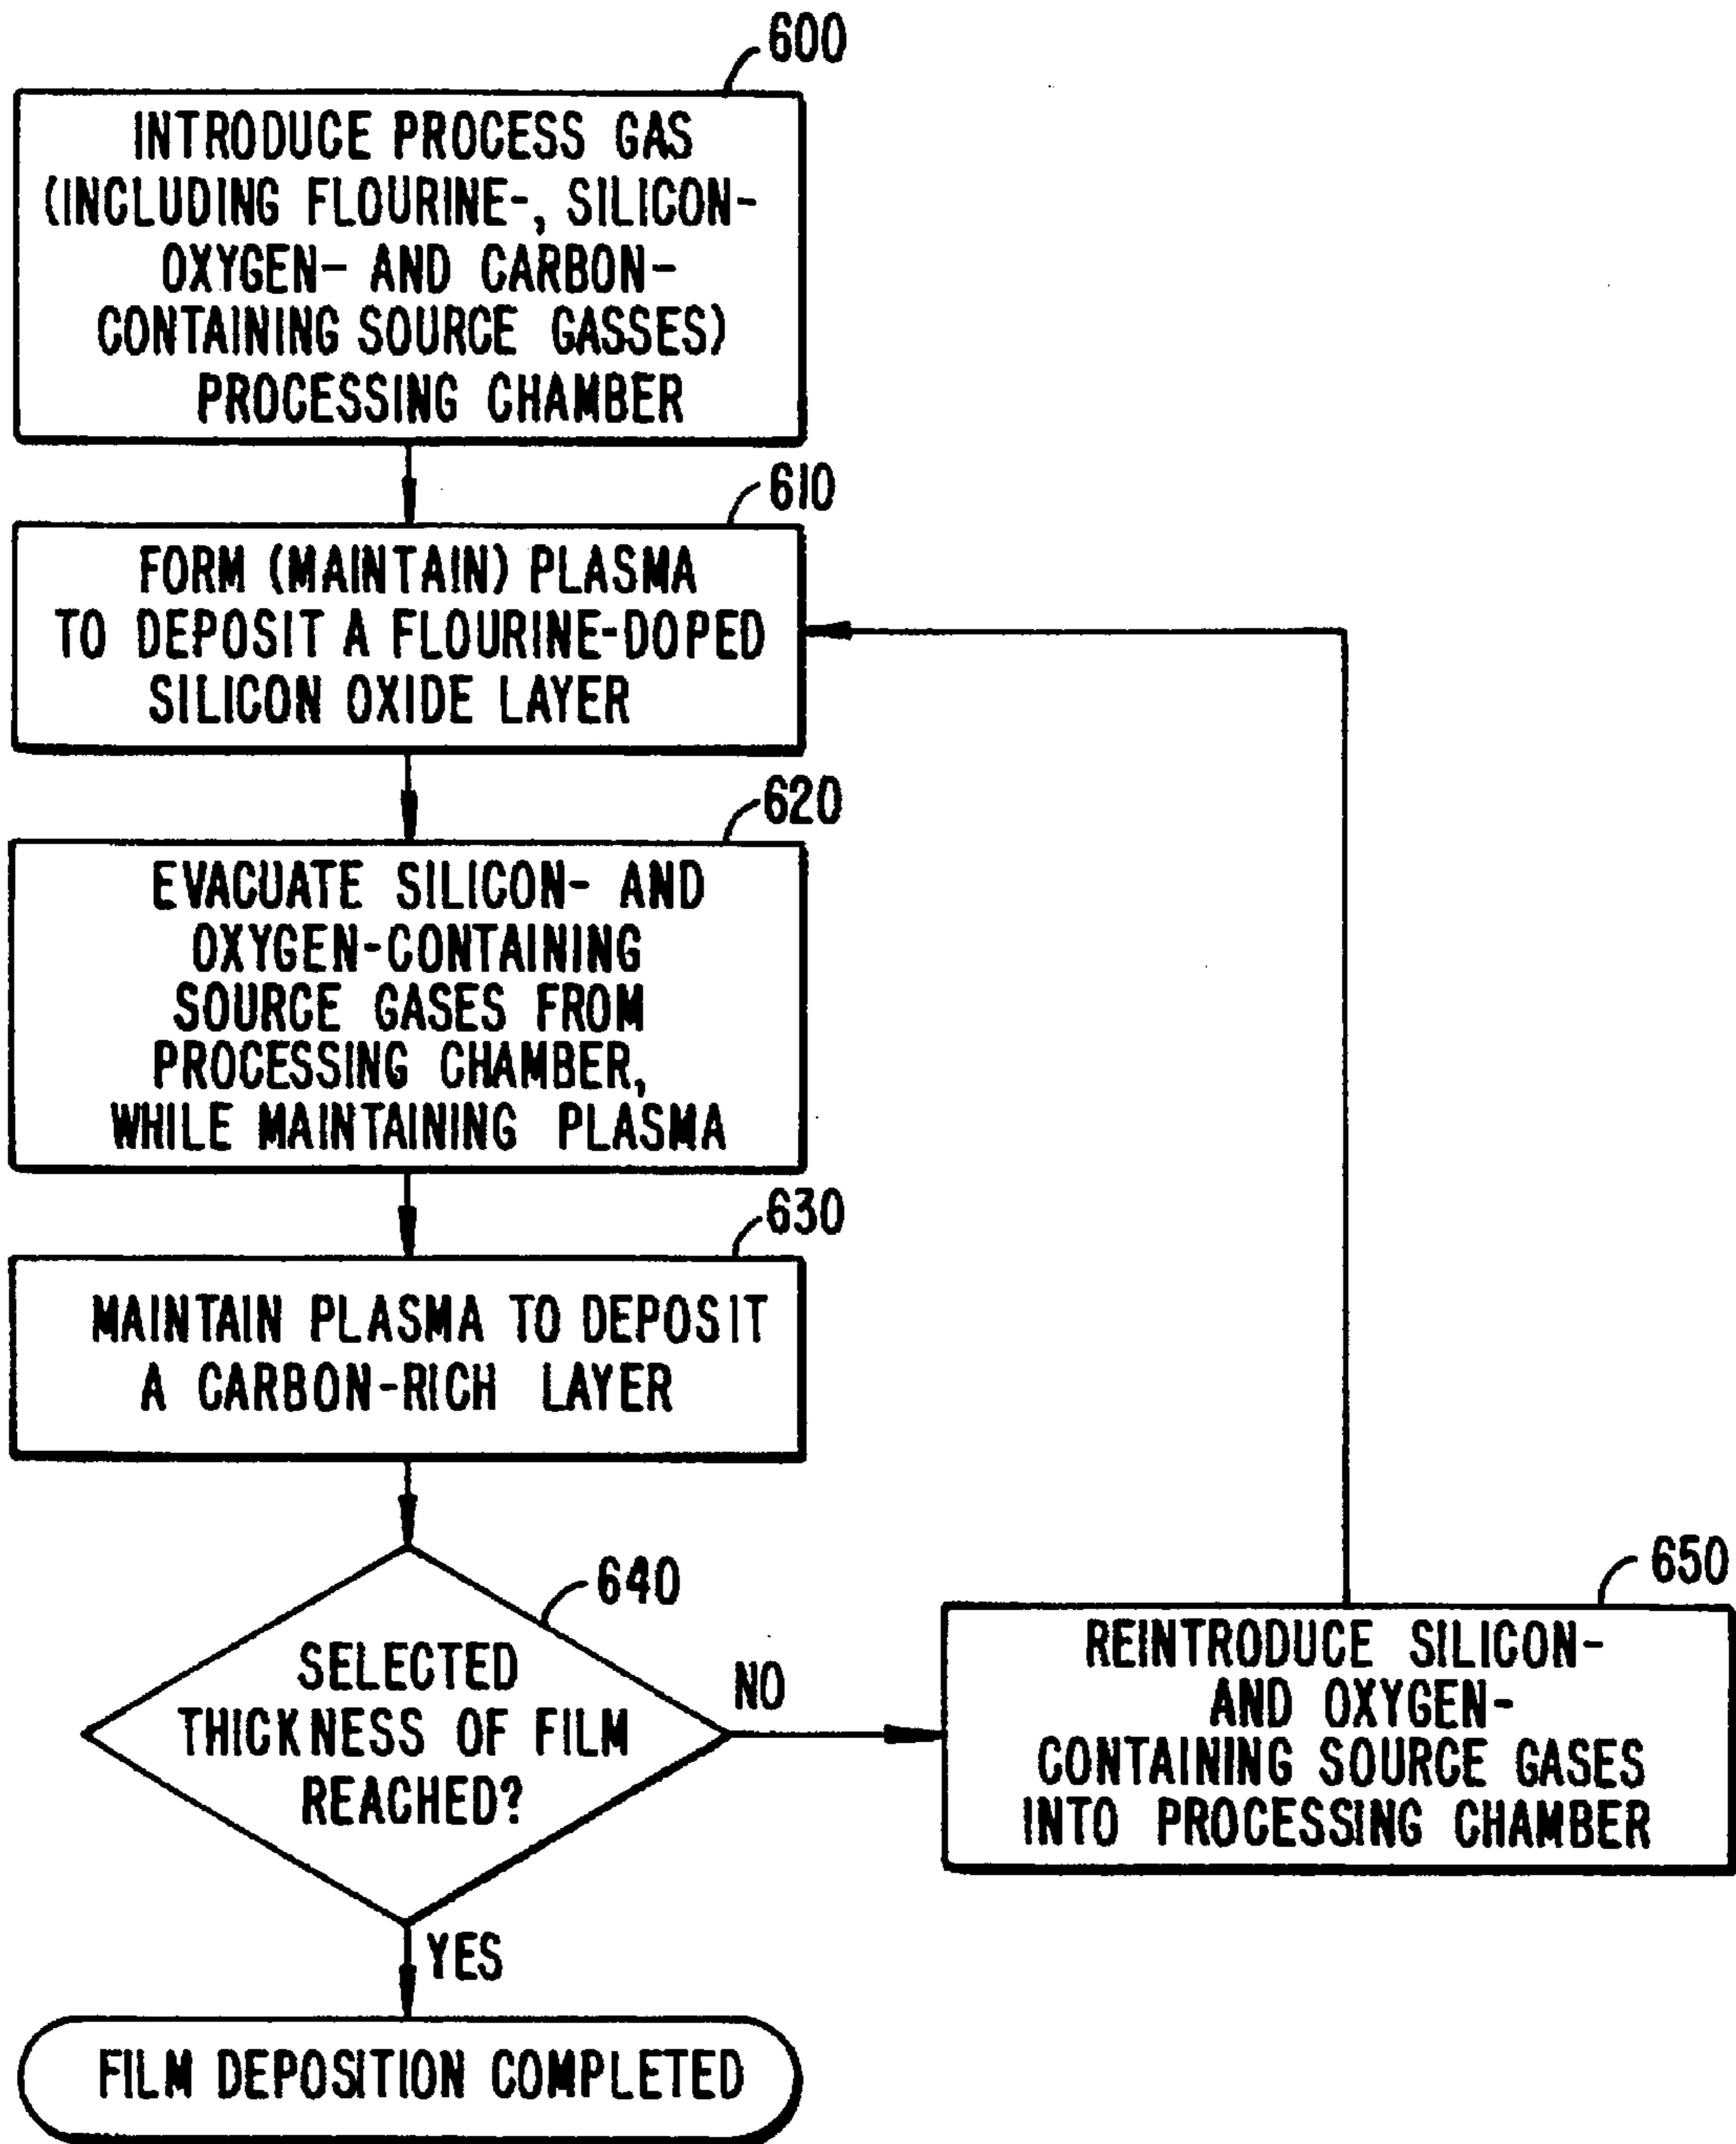 600
INTRODUCE PROCESS GAS
(INCLUDING FLOURINE-, SILICON-
OXYGEN- AND CARBON-
CONTAINING SOURCE GASSES)
PROCESSING CHAMBER
610
FORM (MAINTAIN) PLASMA
TO DEPOSIT A FLOURINE-DOPED
SILICON OXIDE LAYER
620
EVACUATE SILICON- AND
OXYGEN-CONTAINING
SOURCE GASES FROM
PROCESSING CHAMBER,
WHILE MAINTAINING PLASMA
630
MAINTAIN PLASMA TO DEPOSIT
A CARBON-RICH LAYER
640
SELECTED
THICKNESS OF FILM
REACHED?
NO
650
REINTRODUCE SILICON-
AND OXYGEN-
CONTAINING SOURCE GASES
INTO PROCESSING CHAMBER
YES
FILM DEPOSITION COMPLETED